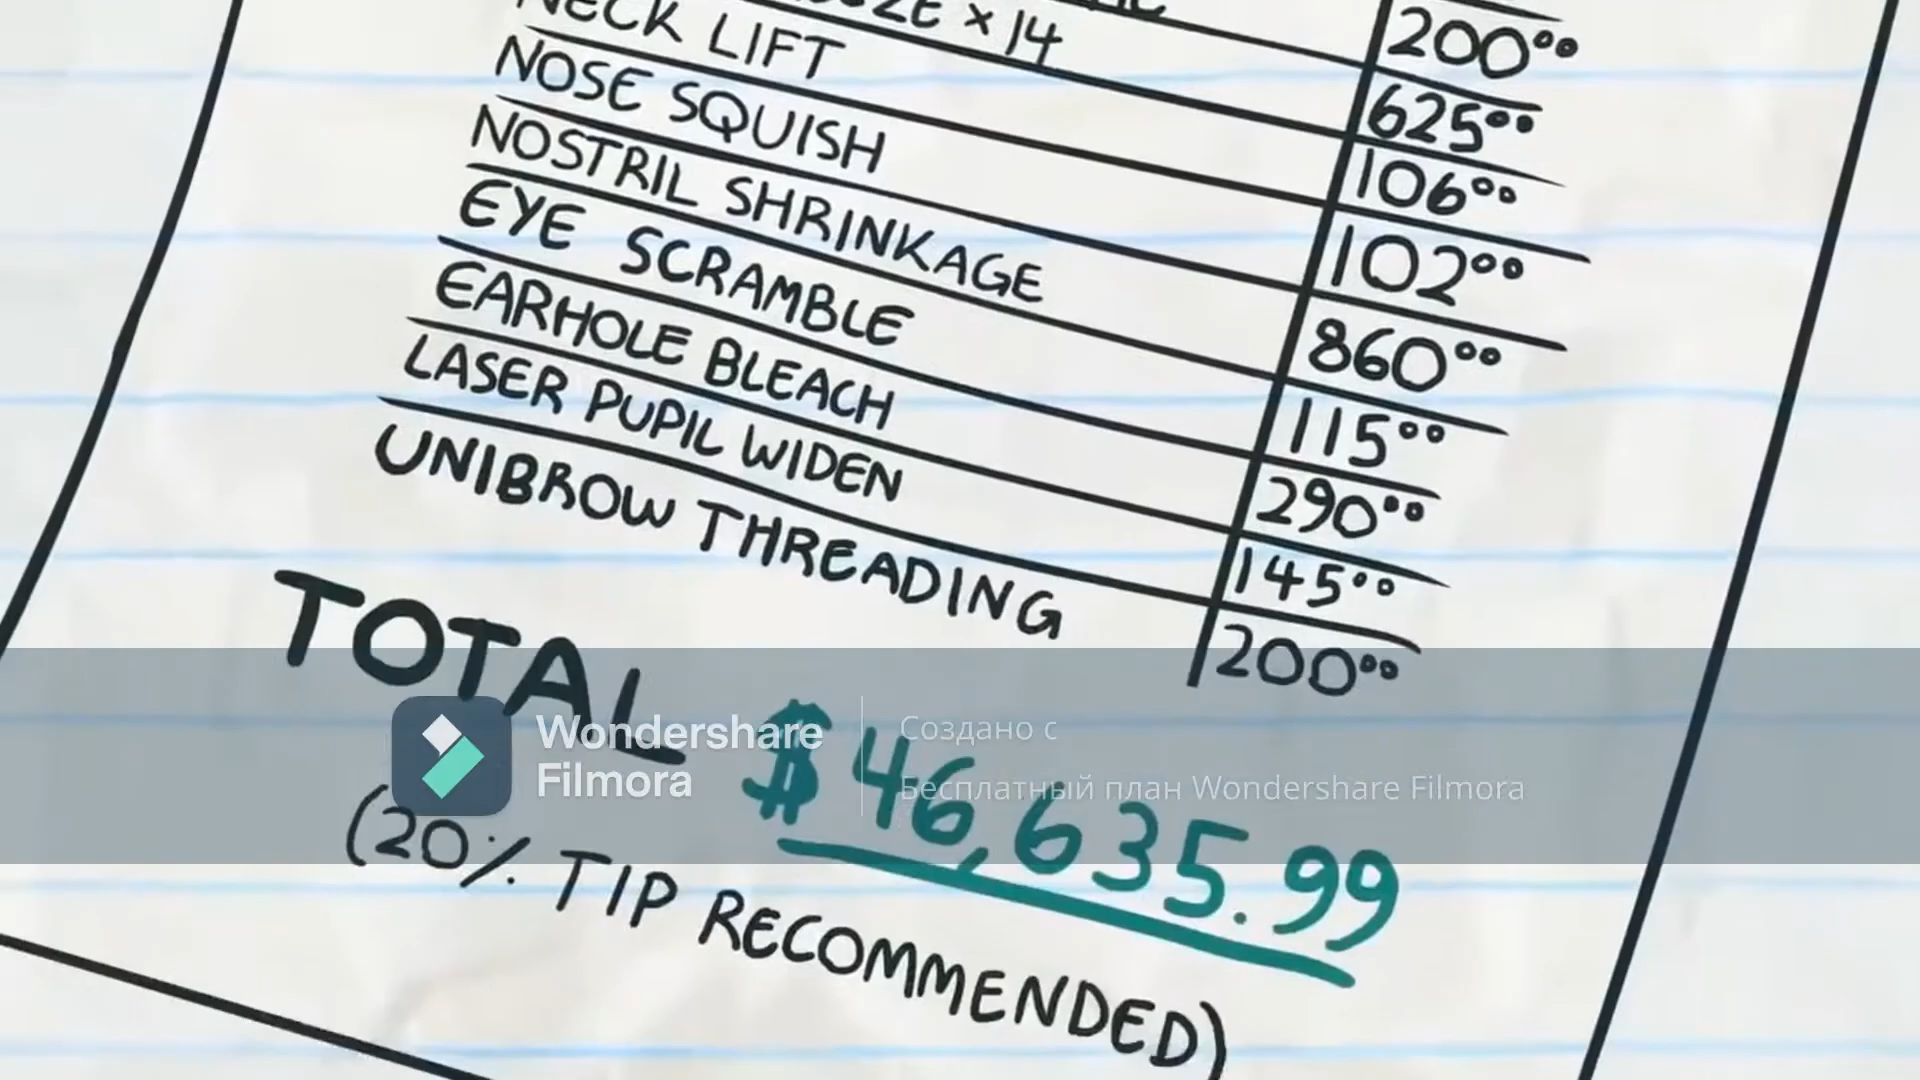 × 14
200⁰⁰
NECK LIFT
625⁰⁰
NOSE SQUISH
106⁰⁰
NOSTRIL SHRINKAGE
102⁰⁰
EYE SCRAMBLE
860⁰⁰
EARHOLE BLEACH
115⁰⁰
LASER PUPIL WIDEN
290⁰⁰
UNIBROW THREADING
145⁰⁰
200⁰⁰
TOTAL $46,635.99
(20% TIP RECOMMENDED)
Wondershare
Filmora
Создано с
Бесплатный план Wondershare Filmora